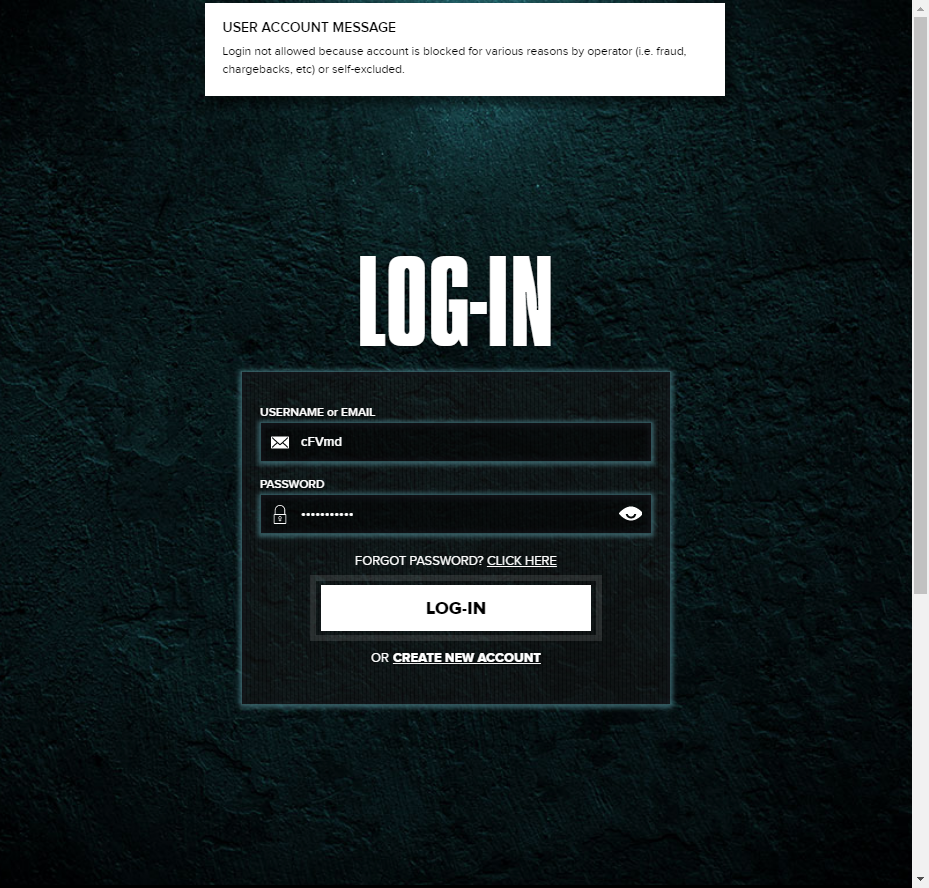 USER ACCOUNT MESSAGE
Login not allowed because account is blocked for various reasons by operator (i.e. fraud,
chargebacks, etc) or self-excluded.
LOG-IN
USERNAME or EMAIL
cFVmd
PASSWORD
•••••••••••
FORGOT PASSWORD? CLICK HERE
LOG-IN
OR CREATE NEW ACCOUNT